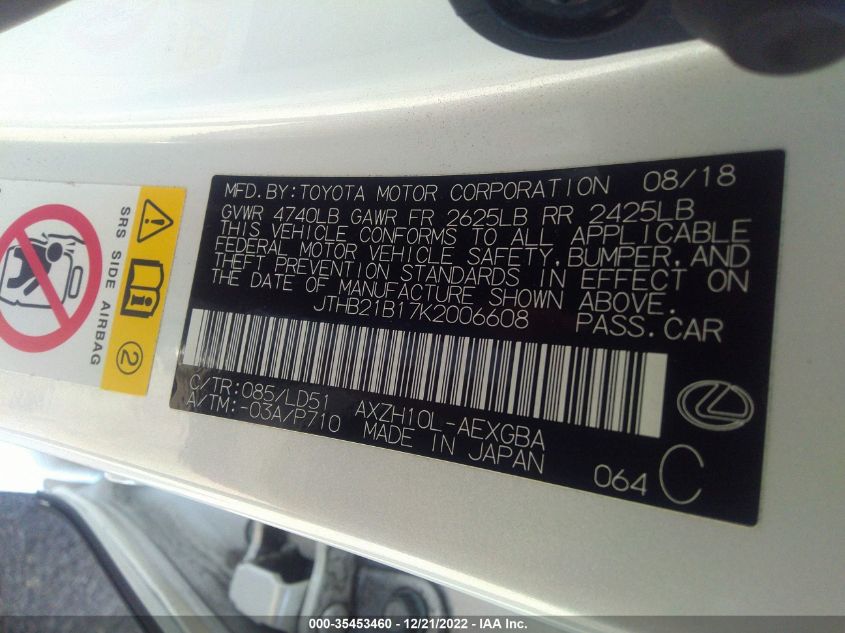 MFD.BY:TOYOTA MOTOR CORPORATION 08/18
GVWR 4740LB GAWR FR 2625LB RR 2425LB
THIS VEHICLE CONFORMS TO ALL APPLICABLE
FEDERAL MOTOR VEHICLE SAFETY,BUMPER,AND
THEFT PREVENTION STANDARDS IN EFFECT ON
THE DATE OF MANUFACTURE SHOWN ABOVE.
JTHB21B17K2006608 PASS.CAR
C/TR:085/LD51 AXZH10L-AEXGBA
A/TM:-03A/P710 MADE IN JAPAN
064 C
SRS SIDE AIRBAG
2
000-35453460 - 12/21/2022 - IAA Inc.